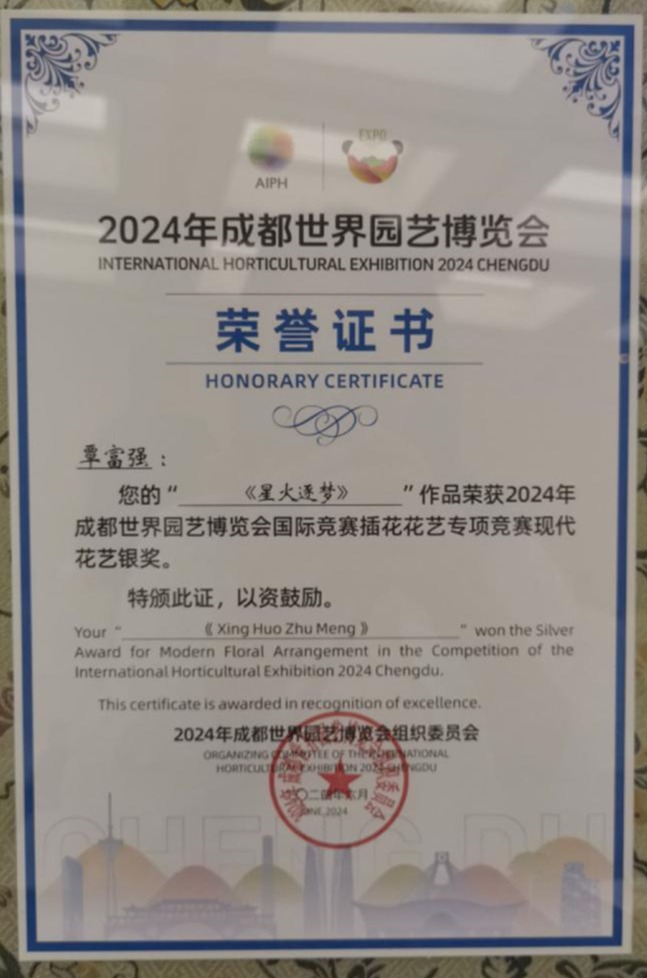 AIPH
EXPO
2024年成都世界园艺博览会
INTERNATIONAL HORTICULTURAL EXHIBITION 2024 CHENGDU
荣誉证书
HONORARY CERTIFICATE
覃富强：
您的“《星火逐梦》”作品荣获2024年
成都世界园艺博览会国际竞赛插花花艺专项竞赛现代
花艺银奖。
特颁此证，以资鼓励。
Your “《Xing Huo Zhu Meng》” won the Silver
Award for Modern Floral Arrangement in the Competition of the
International Horticultural Exhibition 2024 Chengdu.
This certificate is awarded in recognition of excellence.
2024年成都世界园艺博览会组织委员会
ORGANIZING COMMITTEE OF THE INTERNATIONAL
HORTICULTURAL EXHIBITION 2024 CHENGDU
二〇二四年六月
JUNE,2024
CHENG DU